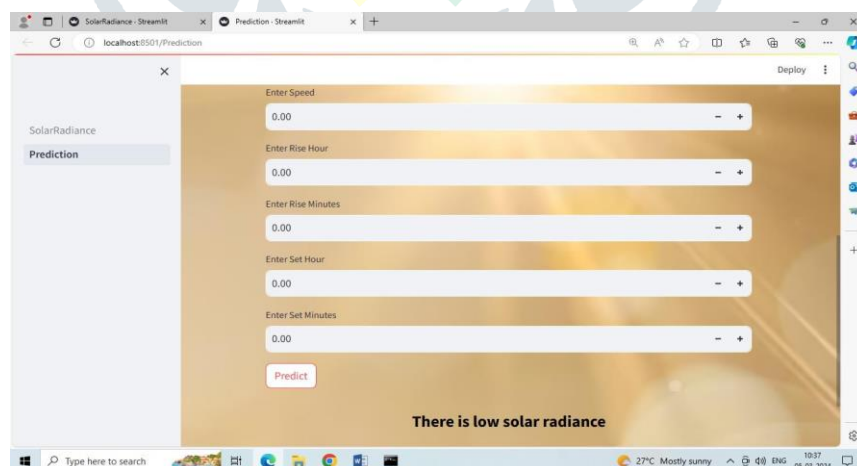 SolarRadiance · Streamlit
Prediction · Streamlit
localhost:8501/Prediction
Deploy
SolarRadiance
Prediction
Enter Speed
0.00
Enter Rise Hour
0.00
Enter Rise Minutes
0.00
Enter Set Hour
0.00
Enter Set Minutes
0.00
Predict
There is low solar radiance
Type here to search
27°C Mostly sunny
ENG
10:37